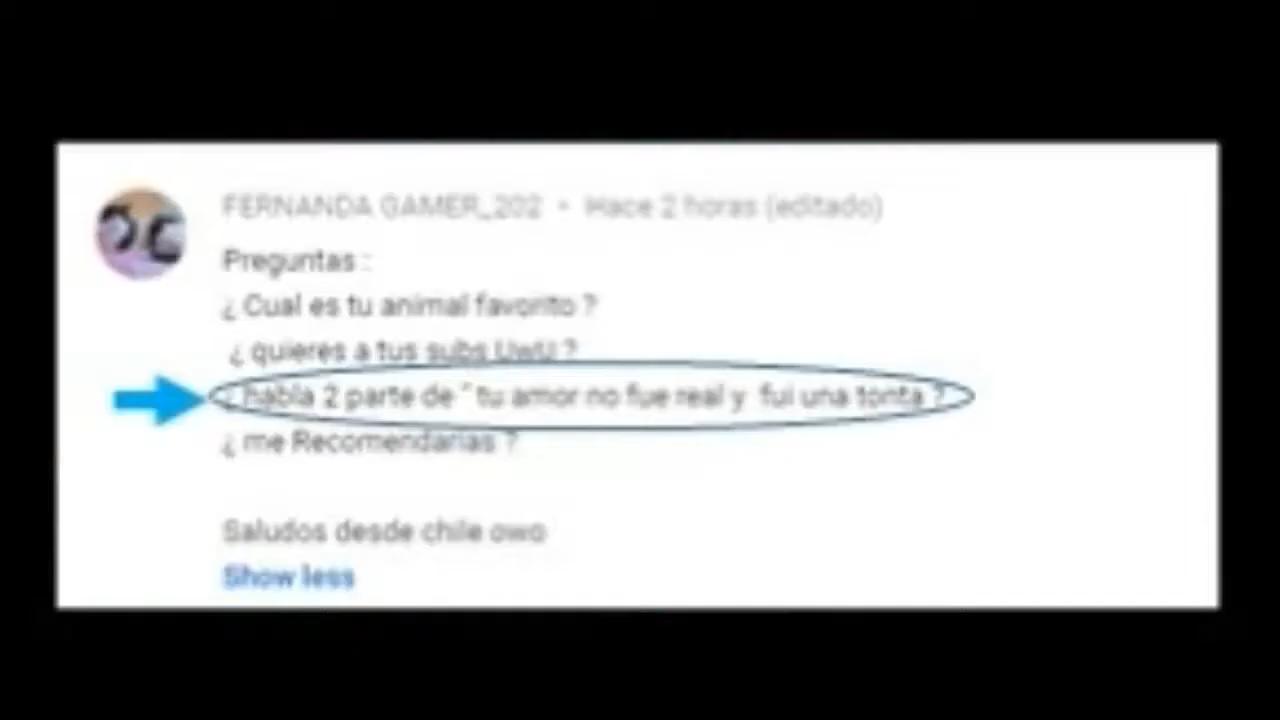 FERNANDA GAMER_202 • Hace 2 horas (editado)
Preguntas :
¿ Cual es tu animal favorito ?
¿ quieres a tus subs UwU ?
¿ habla 2 parte de " tu amor no fue real y fui una tonta ?
¿ me Recomendarias ?
Saludos desde chile owo
Show less